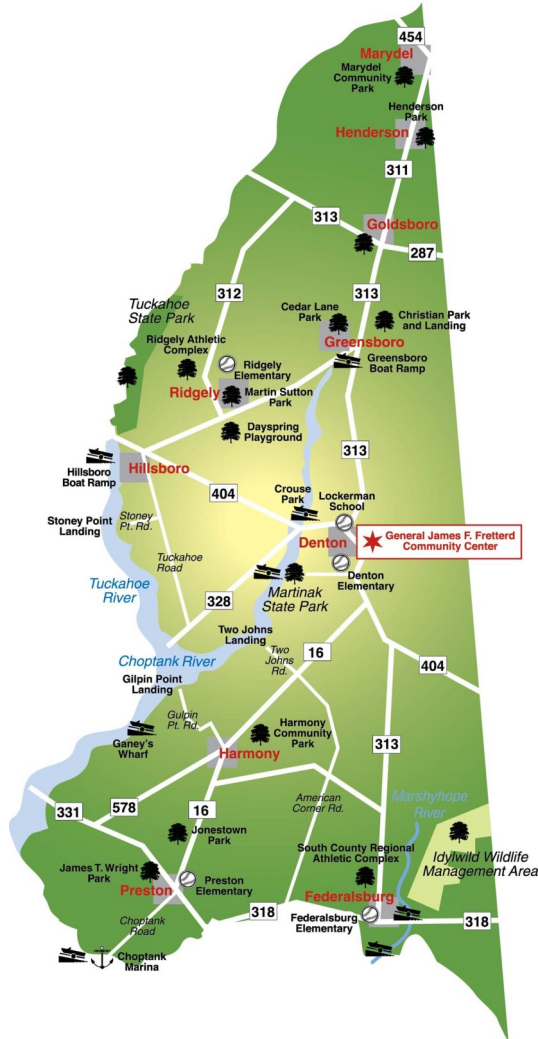 454
Marydel
Marydel
Community
Park
Henderson
Park
Henderson
311
313
Goldsboro
287
312
313
Tuckahoe
State Park
Cedar Lane
Park
Christian Park
and Landing
Greensboro
Ridgely Athletic
Complex
Greensboro
Boat Ramp
Ridgely
Elementary
Ridgely
Martin Sutton
Park
Dayspring
Playground
313
Hillsboro
Hillsboro
Boat Ramp
404
Crouse
Park
Lockerman
School
Stoney Point
Landing
Stoney
Pt. Rd.
Denton
General James F. Fretterd
Community Center
Tuckahoe
Road
Denton
Elementary
Tuckahoe
River
328
Martinak
State Park
Two Johns
Landing
16
Two
Johns
Rd.
404
Choptank River
Gilpin Point
Landing
Gulpin
Pt. Rd.
Harmony
Community
Park
313
Ganey's
Wharf
Harmony
331
578
16
American
Corner Rd.
Marshyhope
River
Jonestown
Park
South County Regional
Athletic Complex
Idylwild Wildlife
Management Area
James T. Wright
Park
Preston
Preston
Elementary
Federalsburg
318
Federalsburg
Elementary
318
Choptank
Road
Choptank
Marina